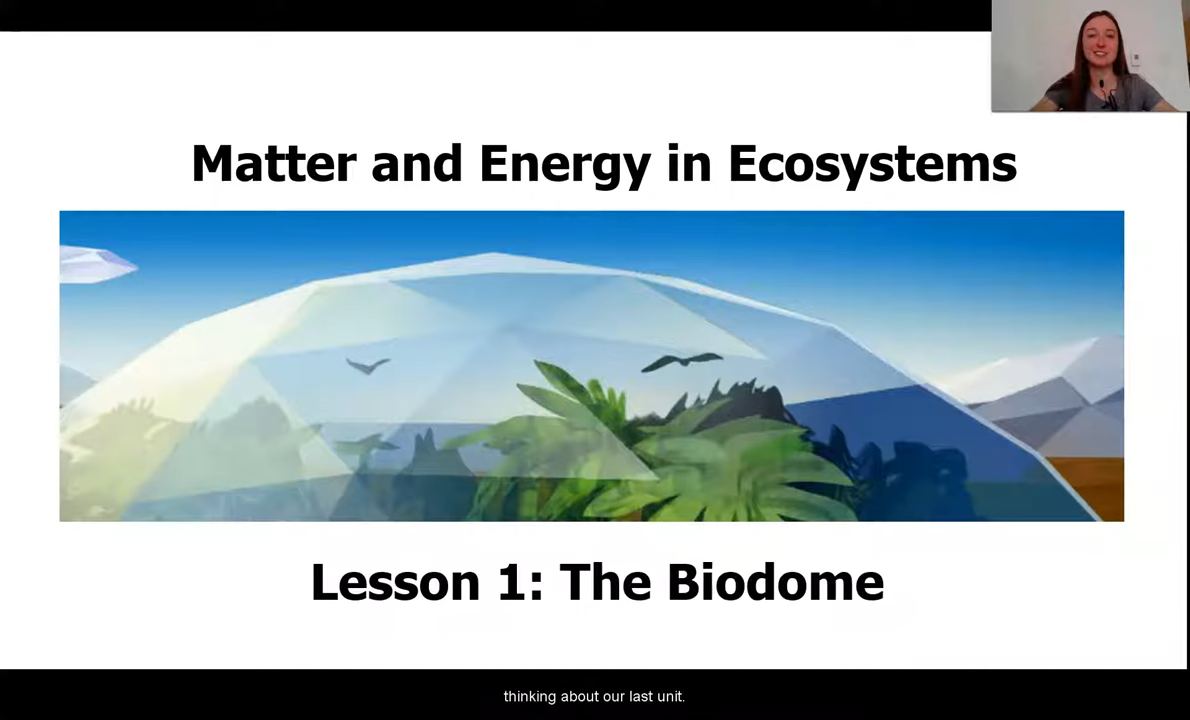 Matter and Energy in Ecosystems
Lesson 1: The Biodome
thinking about our last unit.